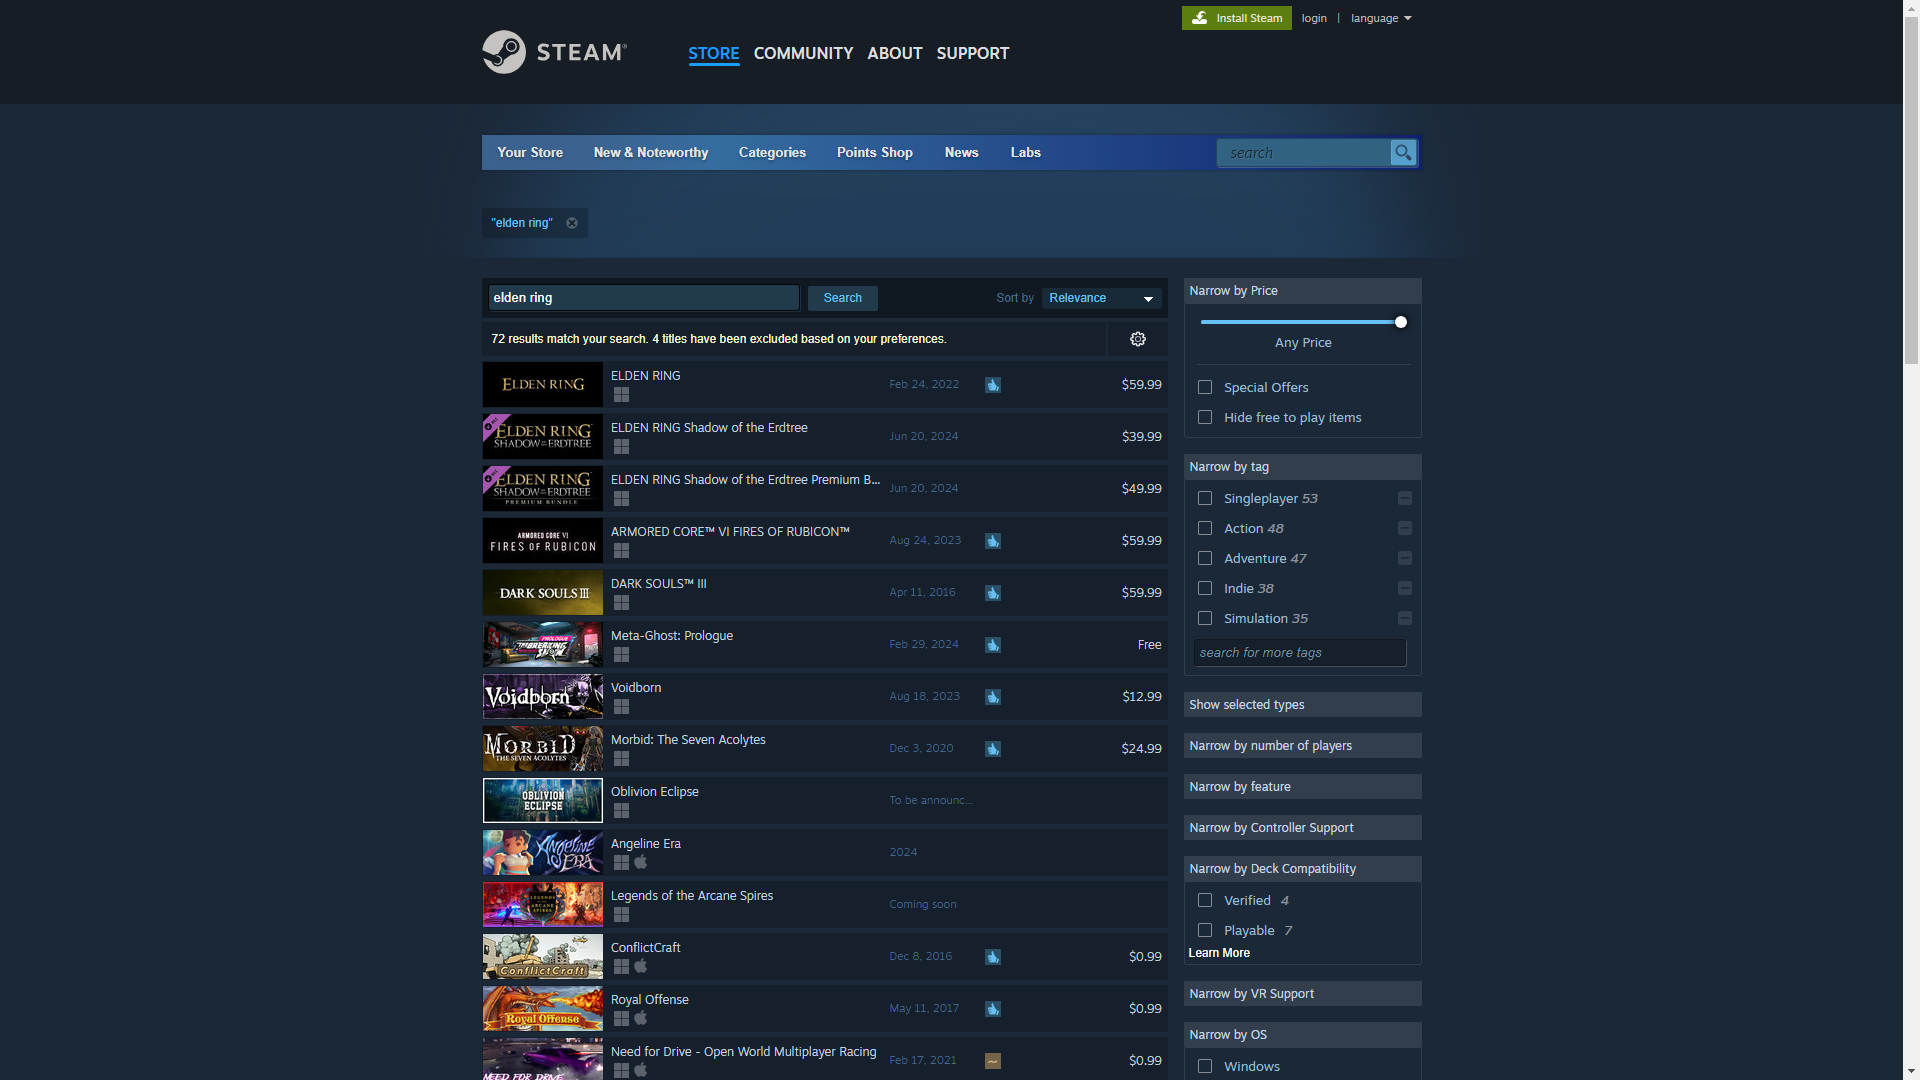 Install Steam
login | language
STEAM
STORE COMMUNITY ABOUT SUPPORT
Your Store New & Noteworthy Categories Points Shop News Labs search
"elden ring"
elden ring Search Sort by Relevance
72 results match your search. 4 titles have been excluded based on your preferences.
ELDEN RING
ELDEN RING Feb 24, 2022 $59.99
ELDEN RING
SHADOW OF THE ERDTREE
ELDEN RING Shadow of the Erdtree Jun 20, 2024 $39.99
ELDEN RING
SHADOW OF THE ERDTREE
PREMIUM BUNDLE
ELDEN RING Shadow of the Erdtree Premium B... Jun 20, 2024 $49.99
ARMORED CORE VI
FIRES OF RUBICON
ARMORED CORE™ VI FIRES OF RUBICON™ Aug 24, 2023 $59.99
DARK SOULS III
DARK SOULS™ III Apr 11, 2016 $59.99
PROLOGUE
Meta-Ghost: Prologue Feb 29, 2024 Free
Voidborn
Voidborn Aug 18, 2023 $12.99
MORBID
THE SEVEN ACOLYTES
Morbid: The Seven Acolytes Dec 3, 2020 $24.99
OBLIVION
ECLIPSE
Oblivion Eclipse To be announc...
Angeline
ERA
Angeline Era 2024
LEGENDS
OF THE
ARCANE
SPIRES
Legends of the Arcane Spires Coming soon
ConflictCraft
ConflictCraft Dec 8, 2016 $0.99
Royal Offense
Royal Offense May 11, 2017 $0.99
NEED FOR DRIVE
Need for Drive - Open World Multiplayer Racing Feb 17, 2021 $0.99
Narrow by Price
Any Price
Special Offers
Hide free to play items
Narrow by tag
Singleplayer 53
Action 48
Adventure 47
Indie 38
Simulation 35
search for more tags
Show selected types
Narrow by number of players
Narrow by feature
Narrow by Controller Support
Narrow by Deck Compatibility
Verified 4
Playable 7
Learn More
Narrow by VR Support
Narrow by OS
Windows